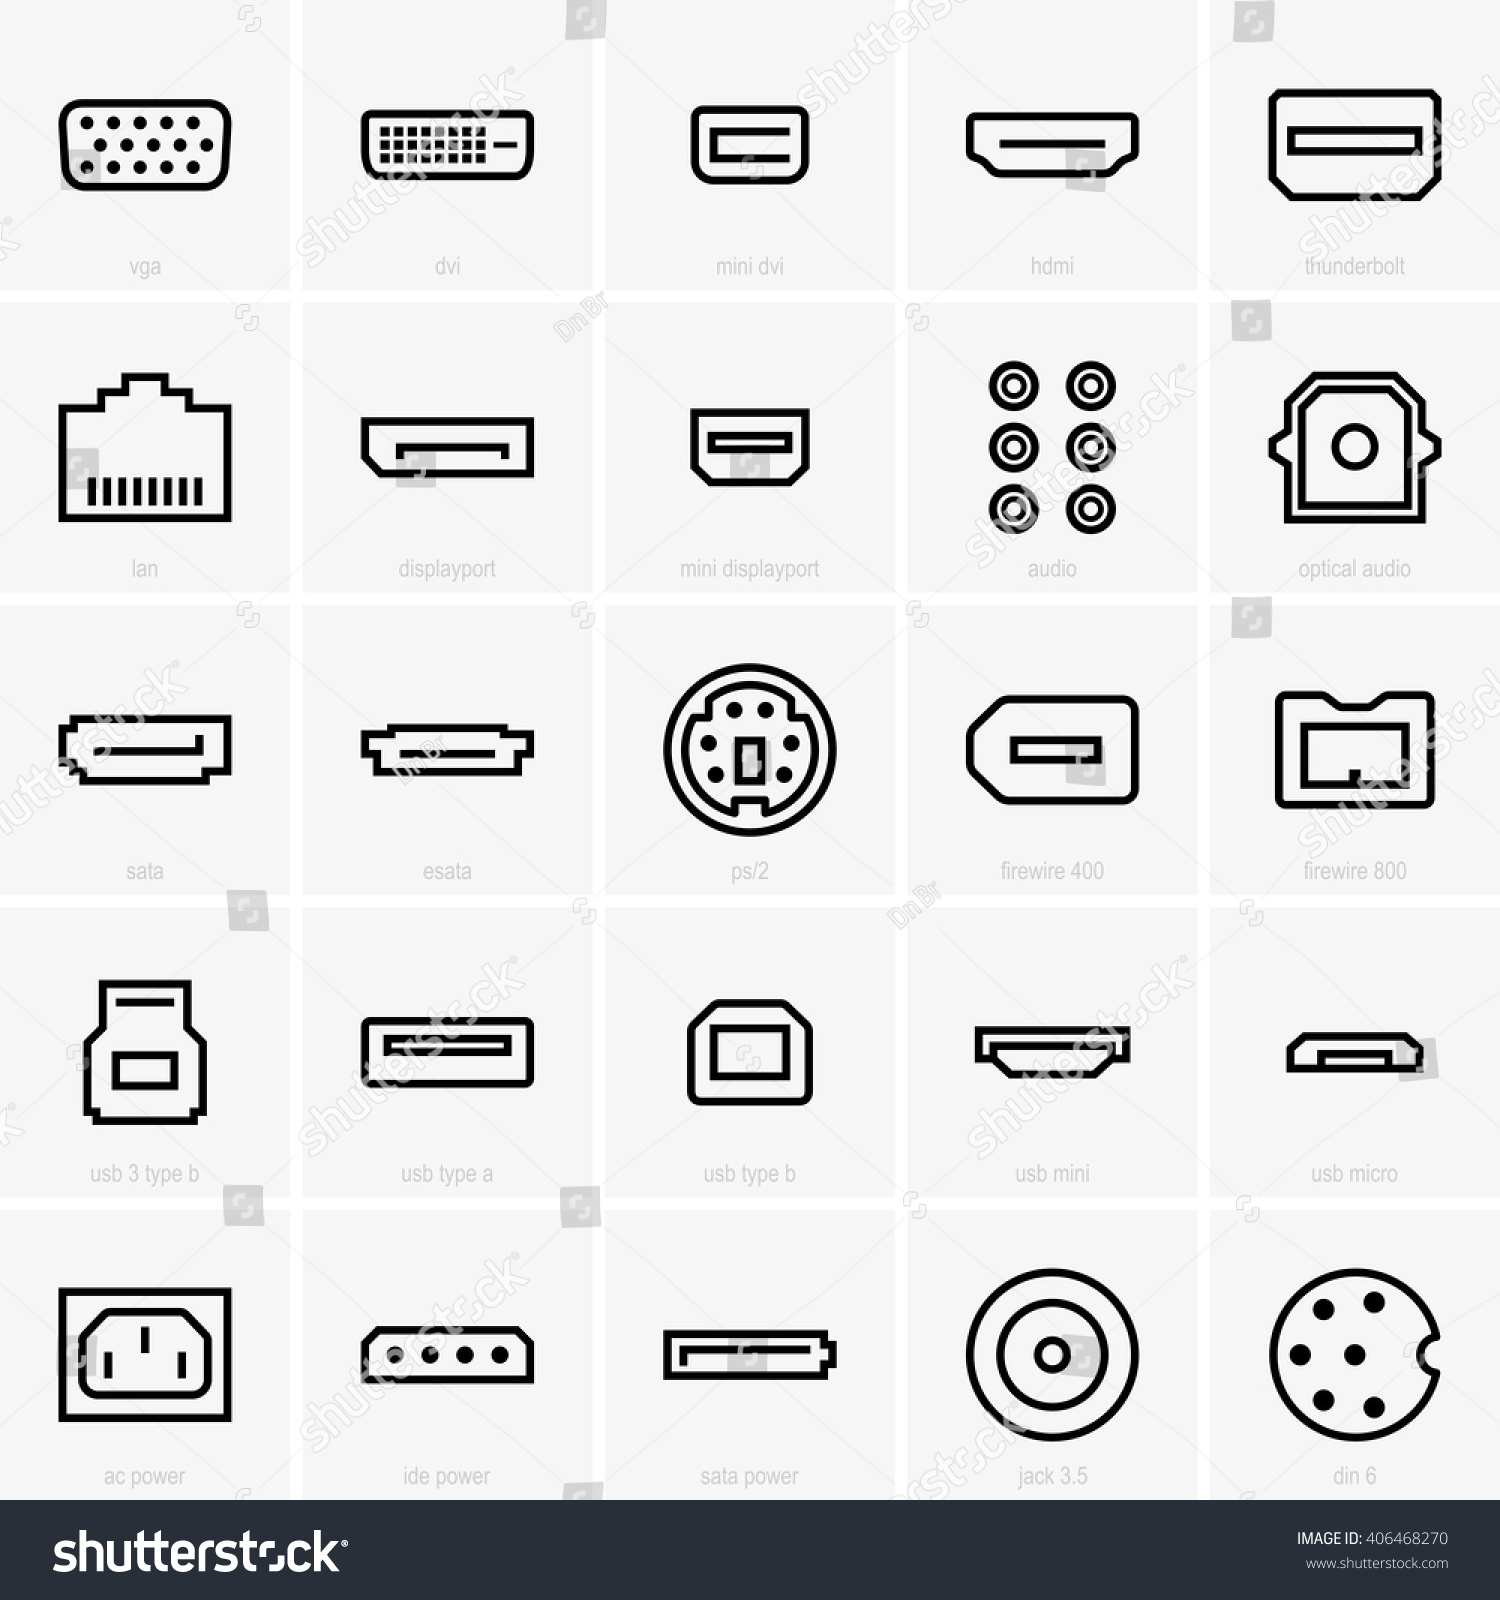 vga
dvi
mini dvi
hdmi
thunderbolt
lan
displayport
mini displayport
audio
optical audio
sata
esata
ps/2
firewire 400
firewire 800
usb 3 type b
usb type a
usb type b
usb mini
usb micro
ac power
ide power
sata power
jack 3.5
din 6
shutterstock
DnBr
IMAGE ID: 406468270
www.shutterstock.com